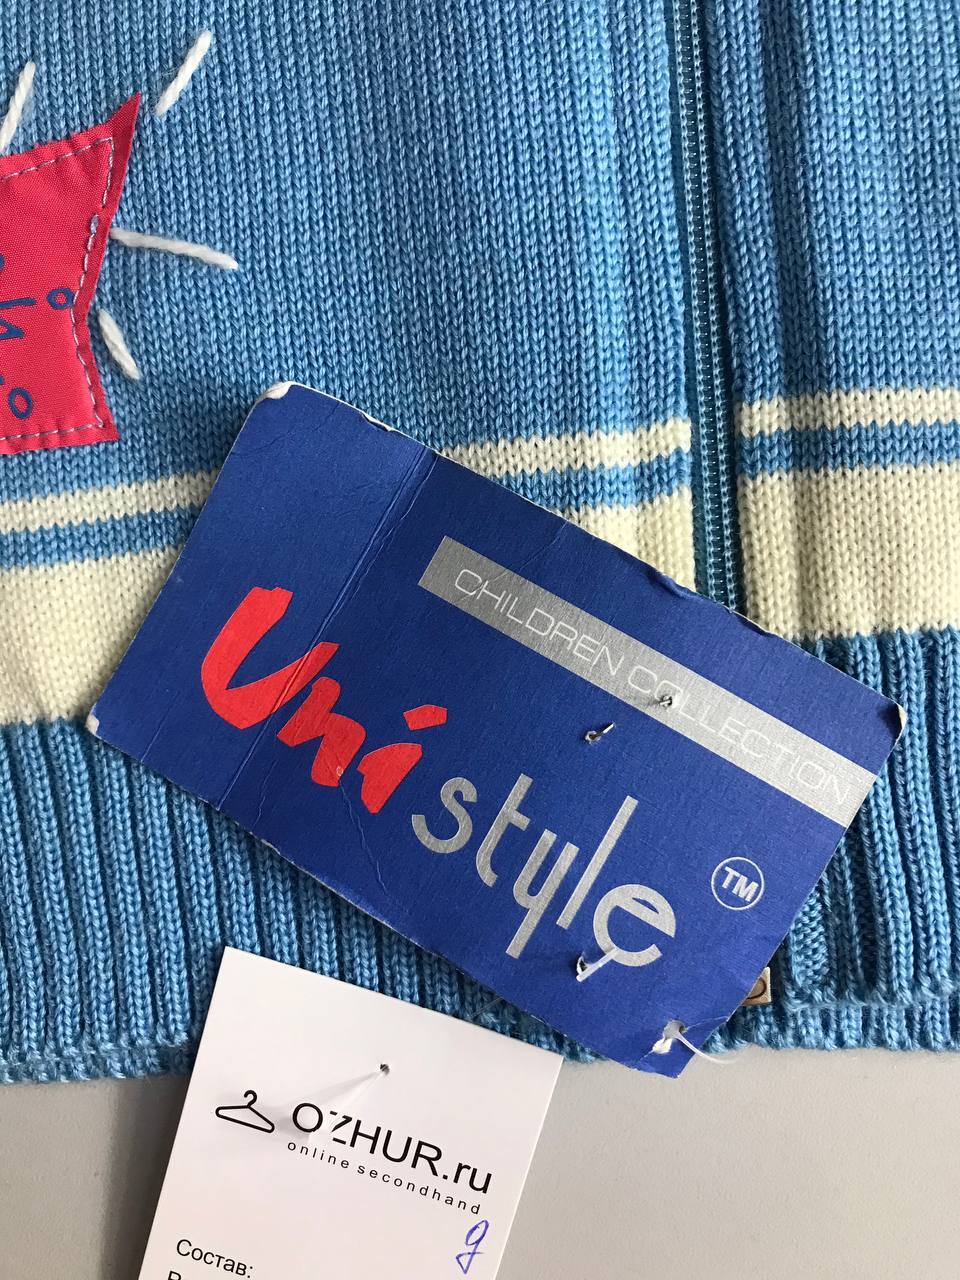 CHILDREN COLLECTION
Uni
style
TM
OZHUR.ru
online secondhand
Состав: